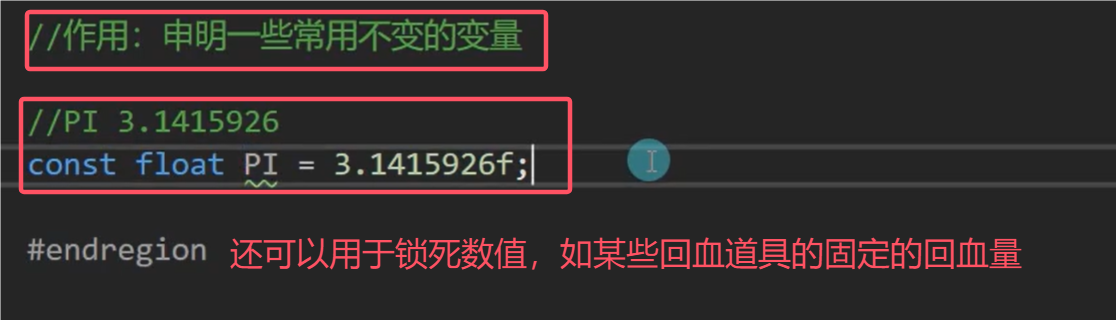 //作用：申明一些常用不变的变量
//PI 3.1415926
const float PI = 3.1415926f;
#endregion 还可以用于锁死数值，如某些回血道具的固定的回血量